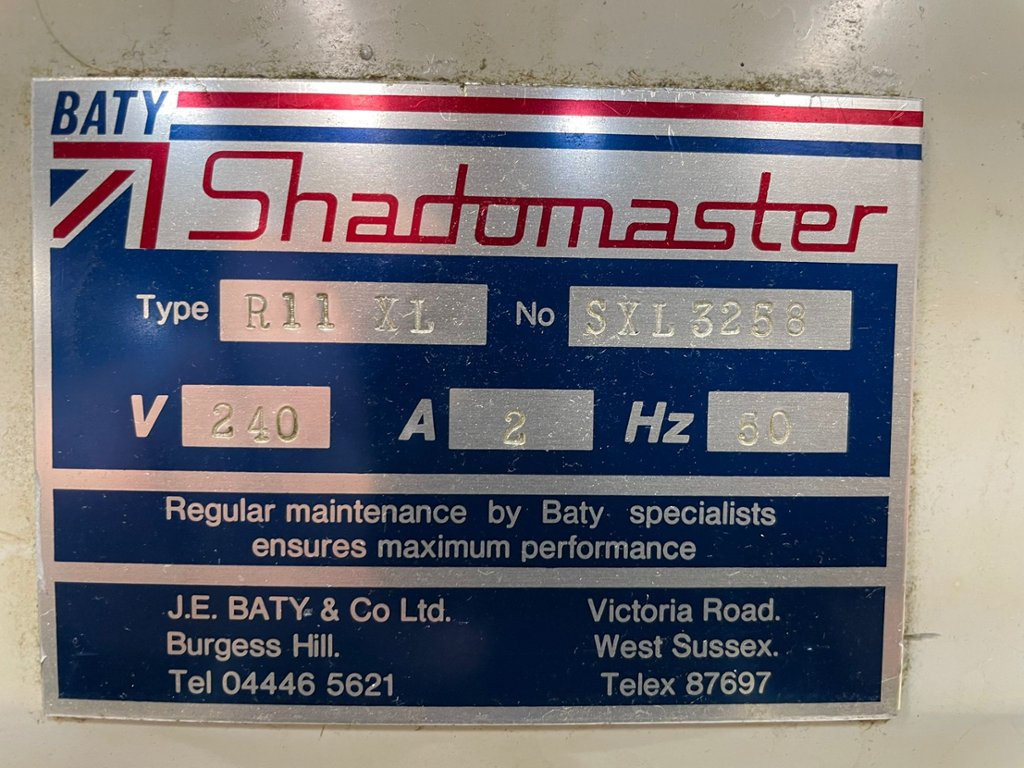 BATY
Shadomaster
Type R11 XL No SXL3258
V 240 A 2 Hz 50
Regular maintenance by Baty specialists
ensures maximum performance
J.E. BATY & Co Ltd. Victoria Road.
Burgess Hill. West Sussex.
Tel 04446 5621 Telex 87697